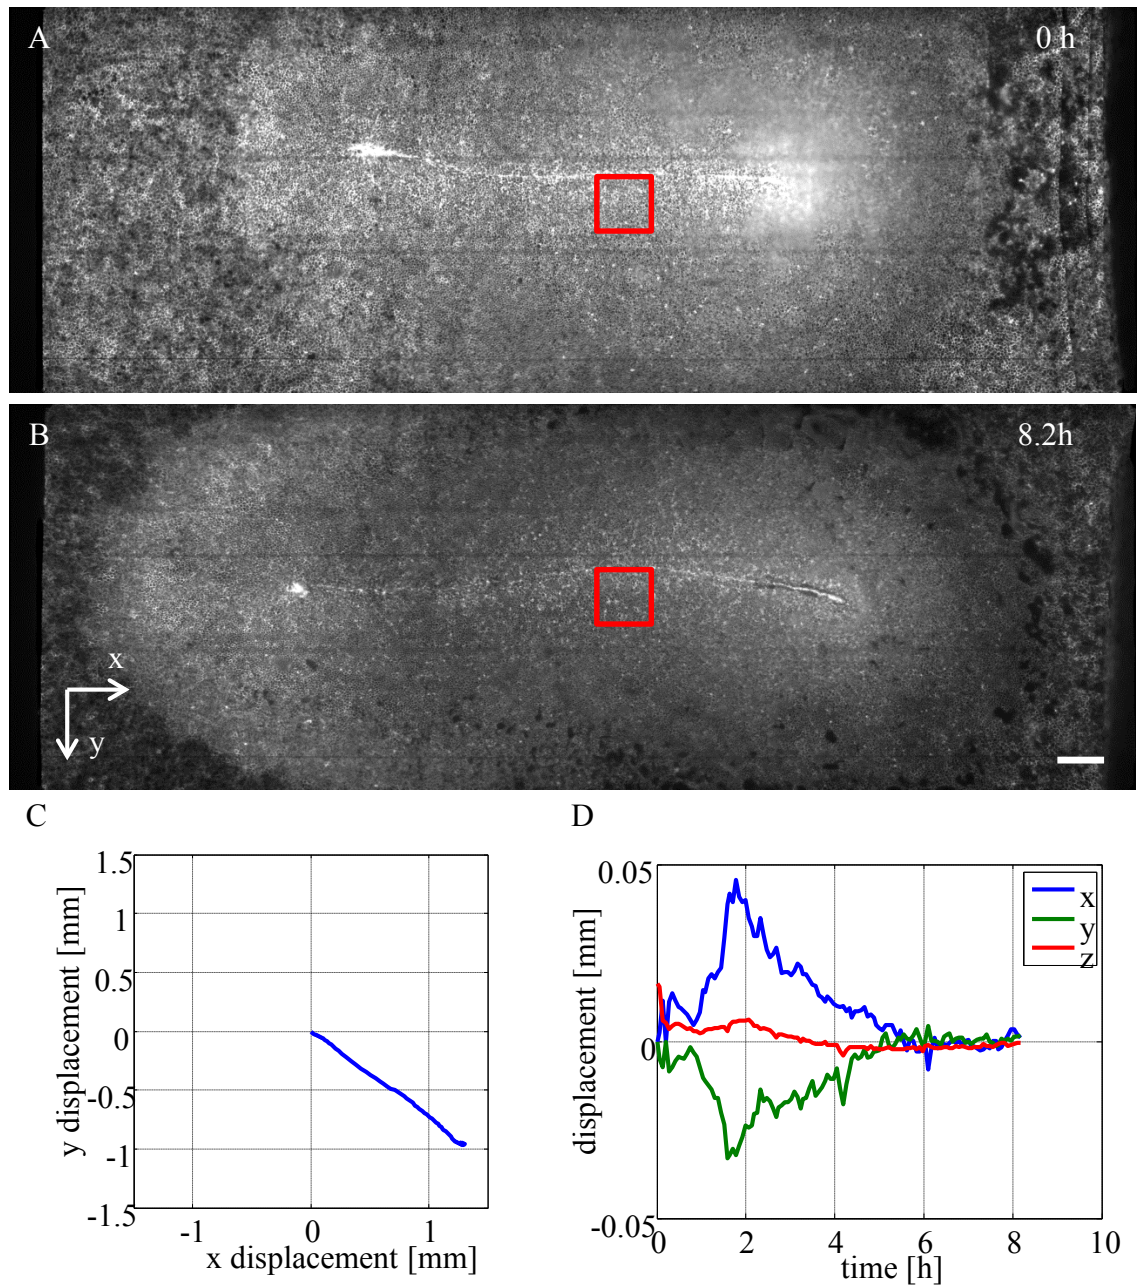 A
0 h
B
8.2h
x
y
C
D
1.5
1
0.5
0
-0.5
-1
-1.5
-1
0
1
y displacement [mm]
x displacement [mm]
0.05
0
-0.05
0
2
4
6
8
10
displacement [mm]
time [h]
x
y
z